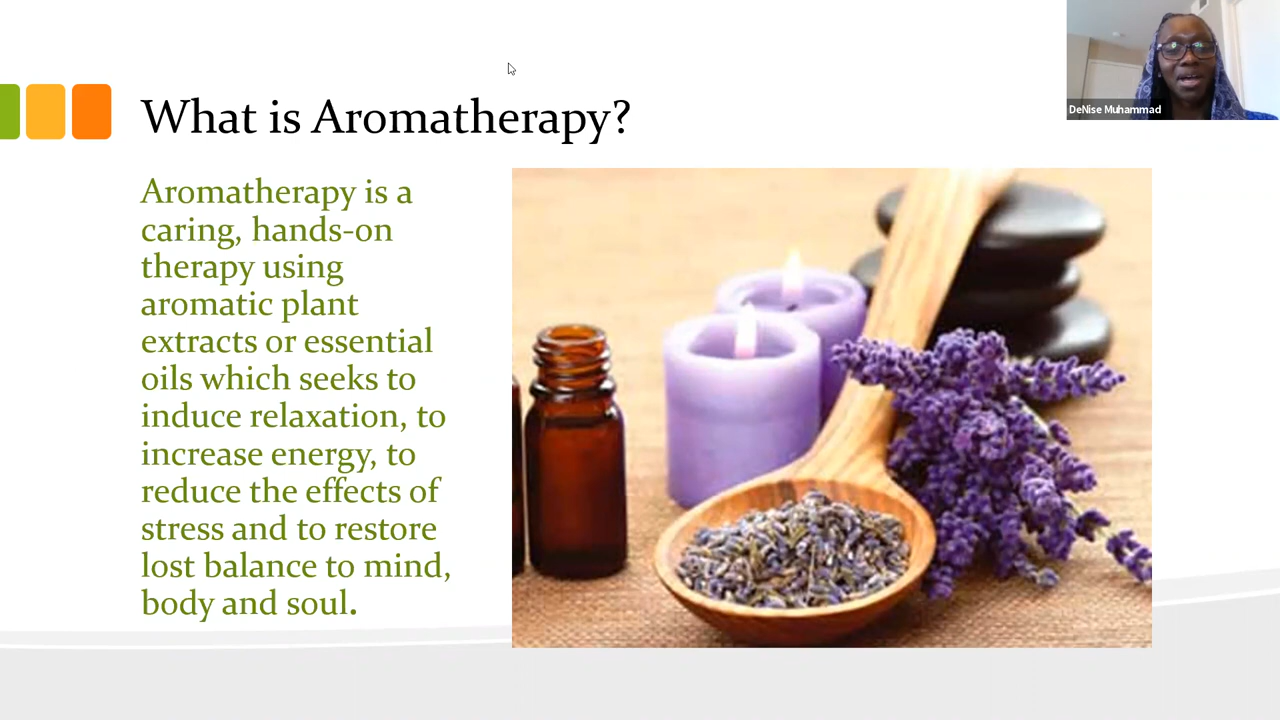 DeNise Muhammad
What is Aromatherapy?
Aromatherapy is a
caring, hands-on
therapy using
aromatic plant
extracts or essential
oils which seeks to
induce relaxation, to
increase energy, to
reduce the effects of
stress and to restore
lost balance to mind,
body and soul.